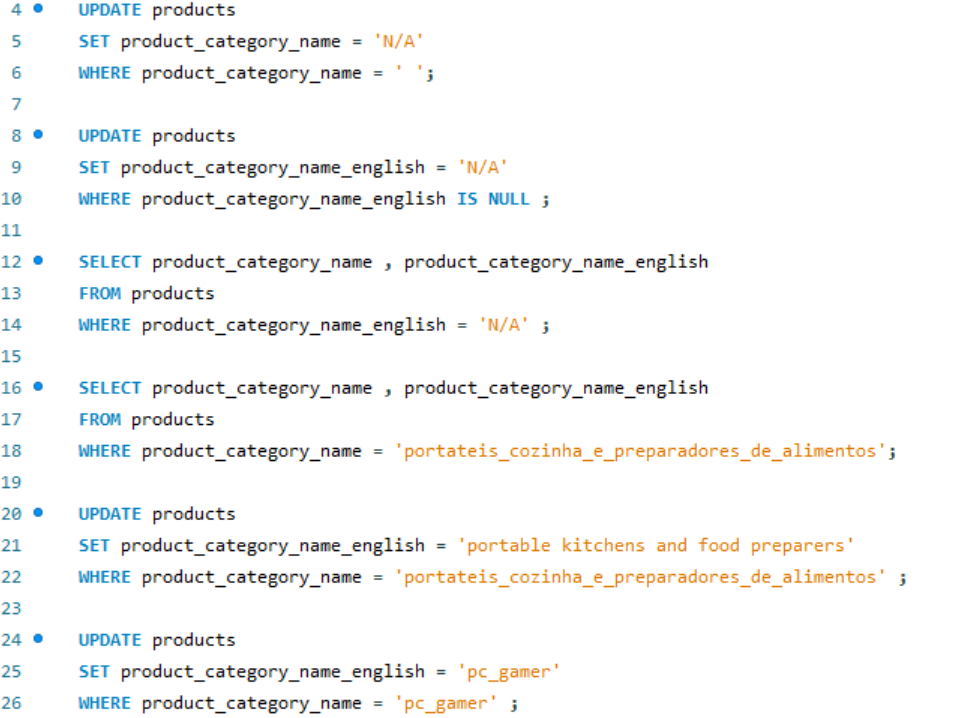 4 UPDATE products
5 SET product_category_name = 'N/A'
6 WHERE product_category_name = ' ';
7
8 UPDATE products
9 SET product_category_name_english = 'N/A'
10 WHERE product_category_name_english IS NULL ;
11
12 SELECT product_category_name , product_category_name_english
13 FROM products
14 WHERE product_category_name_english = 'N/A' ;
15
16 SELECT product_category_name , product_category_name_english
17 FROM products
18 WHERE product_category_name = 'portateis_cozinha_e_preparadores_de_alimentos';
19
20 UPDATE products
21 SET product_category_name_english = 'portable kitchens and food preparers'
22 WHERE product_category_name = 'portateis_cozinha_e_preparadores_de_alimentos' ;
23
24 UPDATE products
25 SET product_category_name_english = 'pc_gamer'
26 WHERE product_category_name = 'pc_gamer' ;